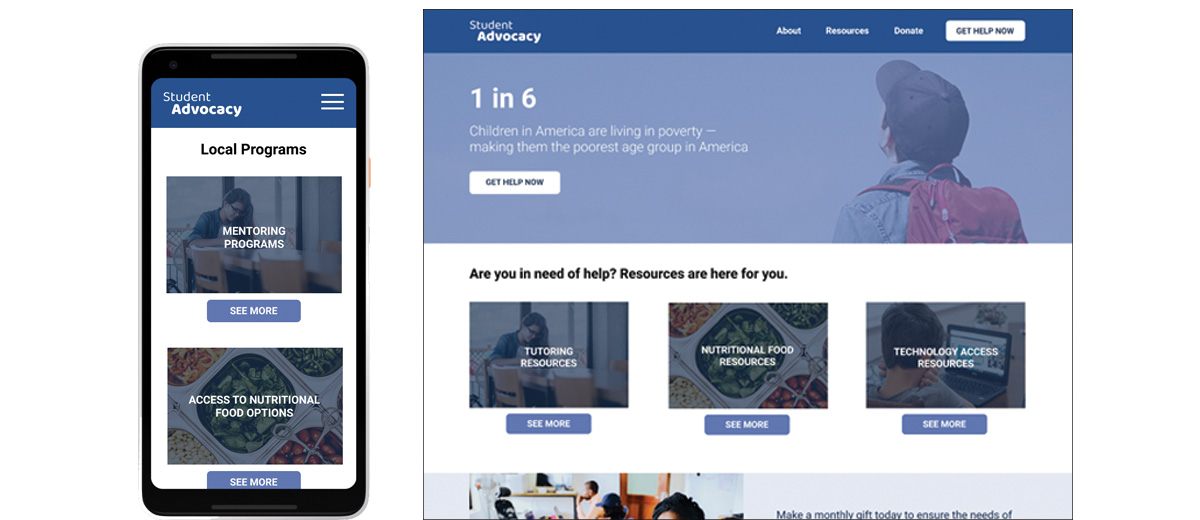 Student
Advocacy
Local Programs
MENTORING
PROGRAMS
SEE MORE
ACCESS TO NUTRITIONAL
FOOD OPTIONS
SEE MORE
Student
Advocacy
About Resources Donate GET HELP NOW
1 in 6
Children in America are living in poverty —
making them the poorest age group in America
GET HELP NOW
Are you in need of help? Resources are here for you.
TUTORING
RESOURCES
SEE MORE
NUTRITIONAL FOOD
RESOURCES
SEE MORE
TECHNOLOGY ACCESS
RESOURCES
SEE MORE
Make a monthly gift today to ensure the needs of